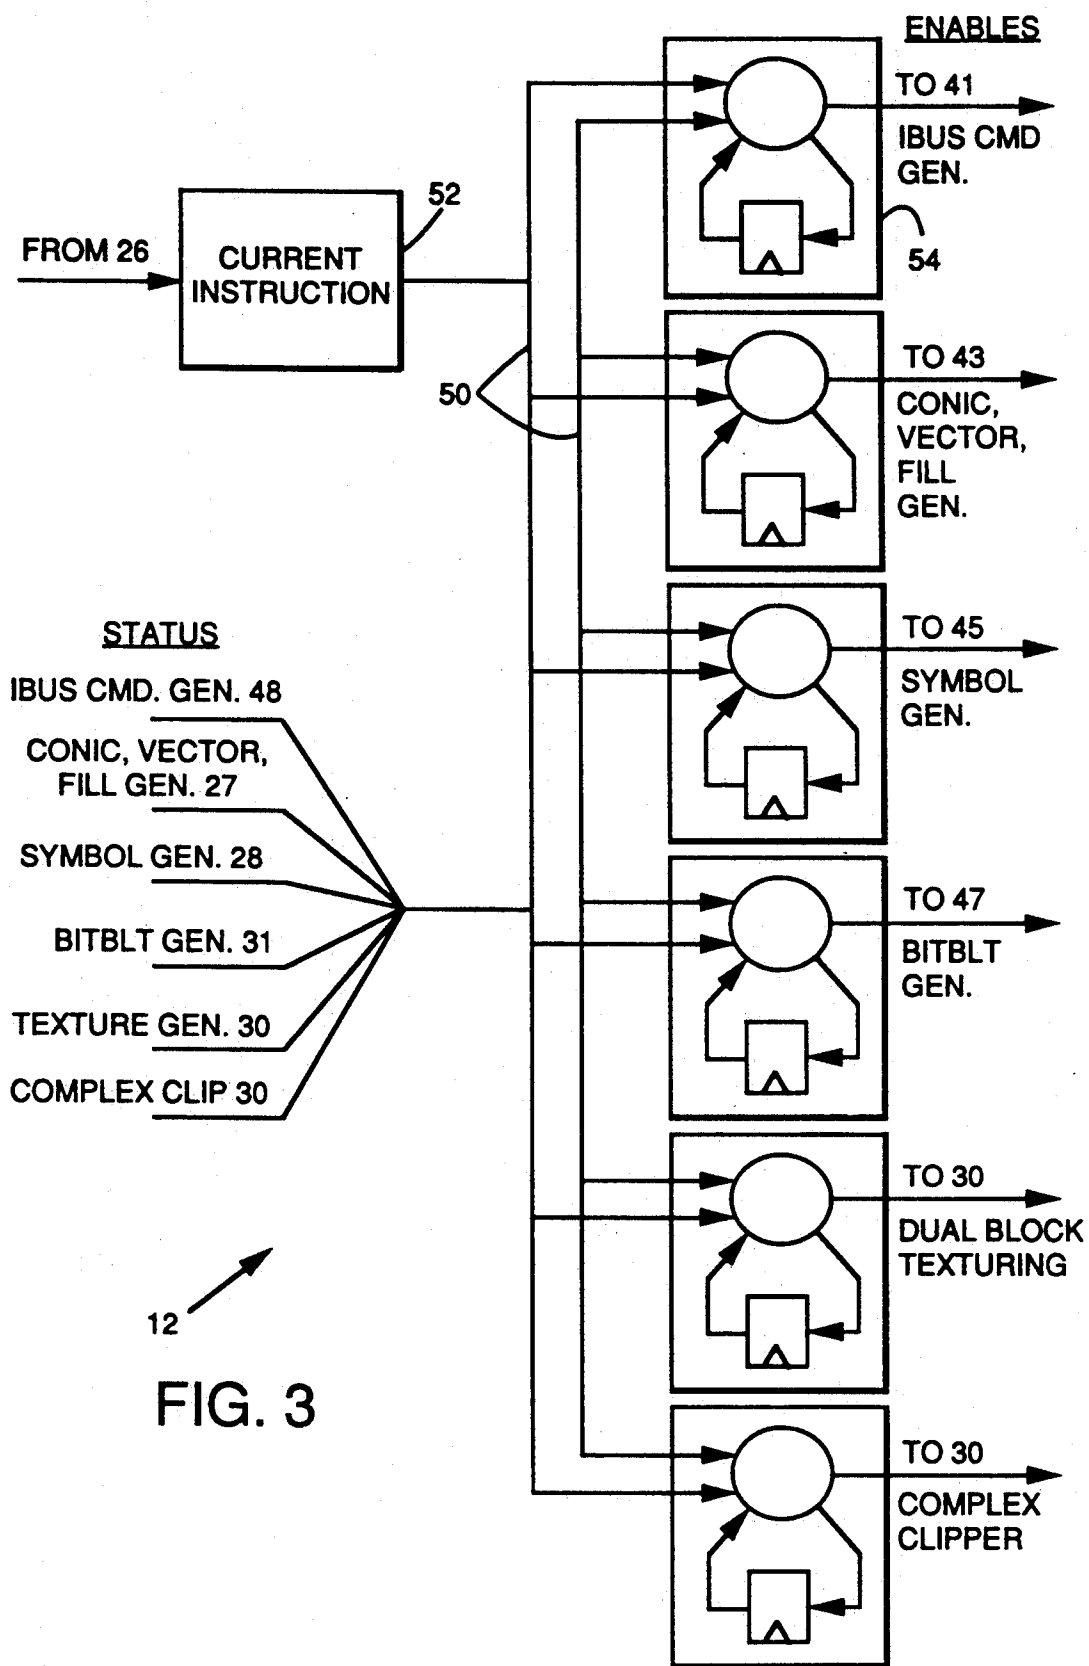 ENABLES
TO 41
IBUS CMD
GEN.
52
FROM 26
CURRENT
INSTRUCTION
54
50
TO 43
CONIC,
VECTOR,
FILL
GEN.
STATUS
IBUS CMD. GEN. 48
CONIC, VECTOR,
FILL GEN. 27
SYMBOL GEN. 28
BITBLT GEN. 31
TEXTURE GEN. 30
COMPLEX CLIP 30
TO 45
SYMBOL
GEN.
TO 47
BITBLT
GEN.
TO 30
DUAL BLOCK
TEXTURING
12
FIG. 3
TO 30
COMPLEX
CLIPPER